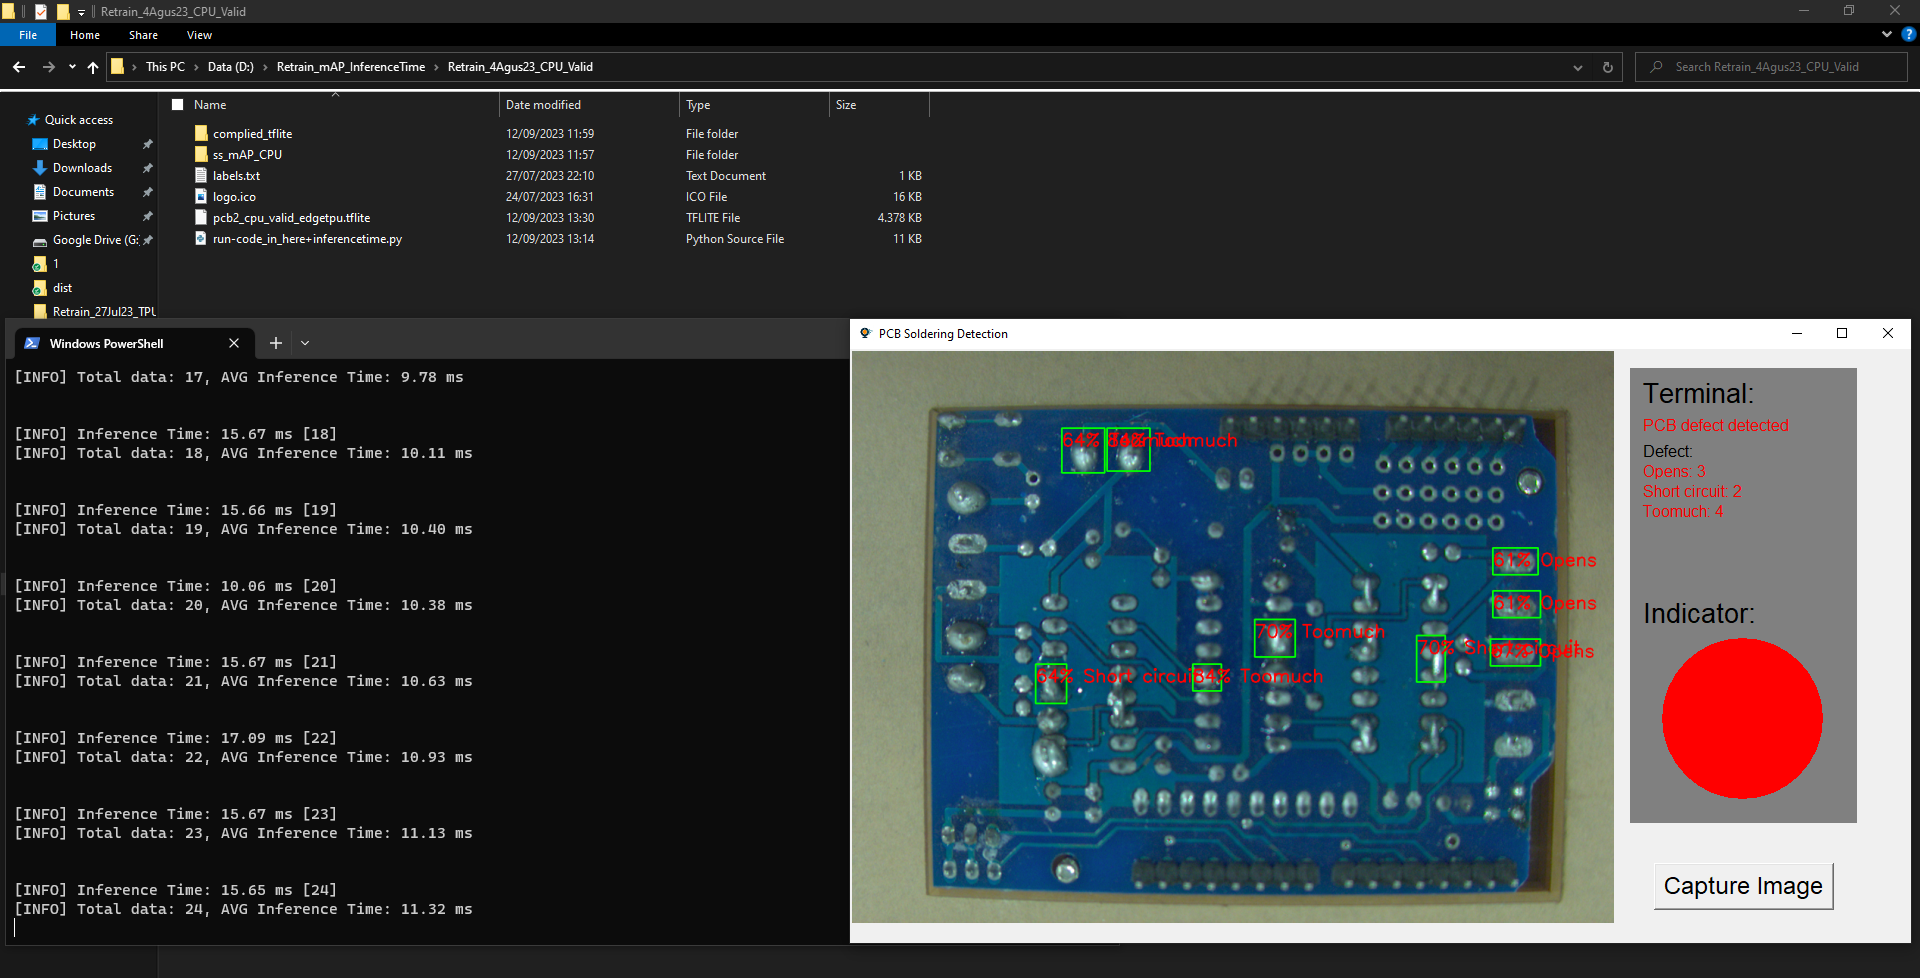 Retrain_4Agus23_CPU_Valid
File Home Share View
This PC Data (D:) Retrain_mAP_InferenceTime Retrain_4Agus23_CPU_Valid
Search Retrain_4Agus23_CPU_Valid
Name Date modified Type Size
Quick access
Desktop
Downloads
Documents
Pictures
Google Drive (G:
1
dist
Retrain_27Jul23_TPU
complied_tflite 12/09/2023 11:59 File folder
ss_mAP_CPU 12/09/2023 11:57 File folder
labels.txt 27/07/2023 22:10 Text Document 1 KB
logo.ico 24/07/2023 16:31 ICO File 16 KB
pcb2_cpu_valid_edgetpu.tflite 12/09/2023 13:30 TFLITE File 4.378 KB
run-code_in_here+inferencetime.py 12/09/2023 13:14 Python Source File 11 KB
Windows PowerShell
[INFO] Total data: 17, AVG Inference Time: 9.78 ms
[INFO] Inference Time: 15.67 ms [18]
[INFO] Total data: 18, AVG Inference Time: 10.11 ms
[INFO] Inference Time: 15.66 ms [19]
[INFO] Total data: 19, AVG Inference Time: 10.40 ms
[INFO] Inference Time: 10.06 ms [20]
[INFO] Total data: 20, AVG Inference Time: 10.38 ms
[INFO] Inference Time: 15.67 ms [21]
[INFO] Total data: 21, AVG Inference Time: 10.63 ms
[INFO] Inference Time: 17.09 ms [22]
[INFO] Total data: 22, AVG Inference Time: 10.93 ms
[INFO] Inference Time: 15.67 ms [23]
[INFO] Total data: 23, AVG Inference Time: 11.13 ms
[INFO] Inference Time: 15.65 ms [24]
[INFO] Total data: 24, AVG Inference Time: 11.32 ms
PCB Soldering Detection
64% Toomuch
61% Opens
61% Opens
70% Toomuch
70% Short circuit
Opens
64% Short circuit
84% Toomuch
Terminal:
PCB defect detected
Defect:
Opens: 3
Short circuit: 2
Toomuch: 4
Indicator:
Capture Image